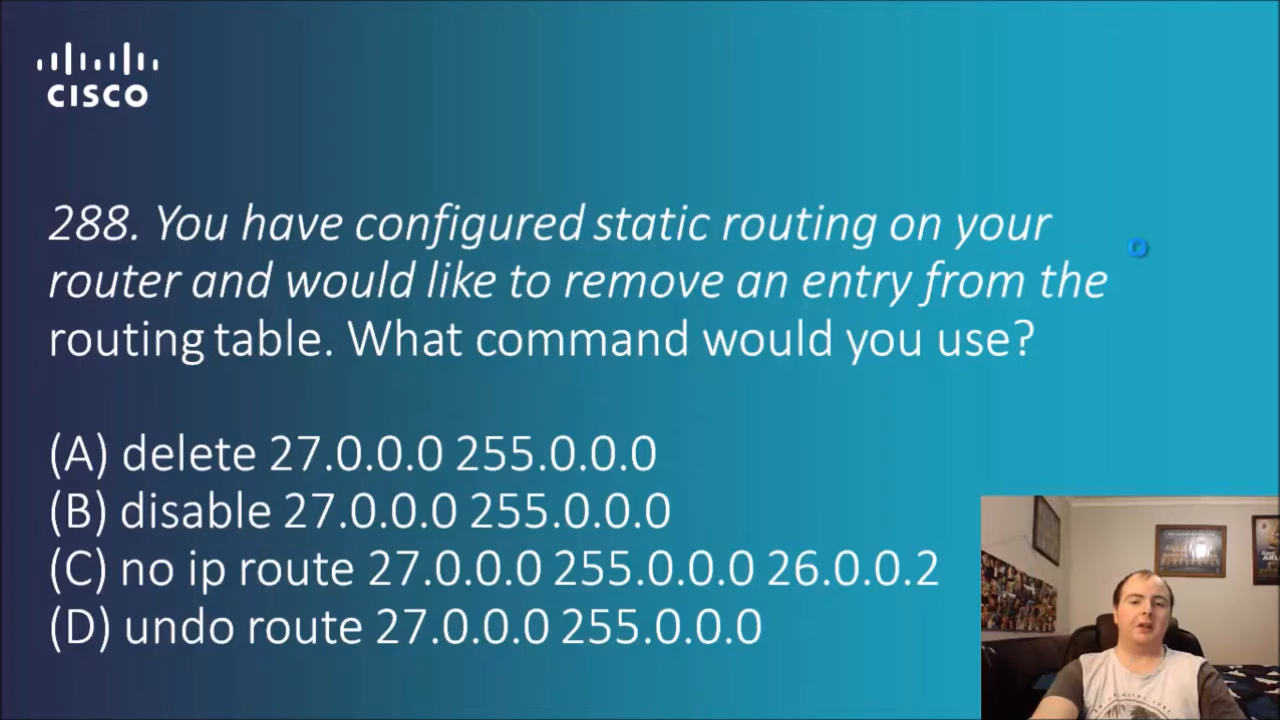 CISCO
288. You have configured static routing on your
router and would like to remove an entry from the
routing table. What command would you use?
(A) delete 27.0.0.0 255.0.0.0
(B) disable 27.0.0.0 255.0.0.0
(C) no ip route 27.0.0.0 255.0.0.0 26.0.0.2
(D) undo route 27.0.0.0 255.0.0.0